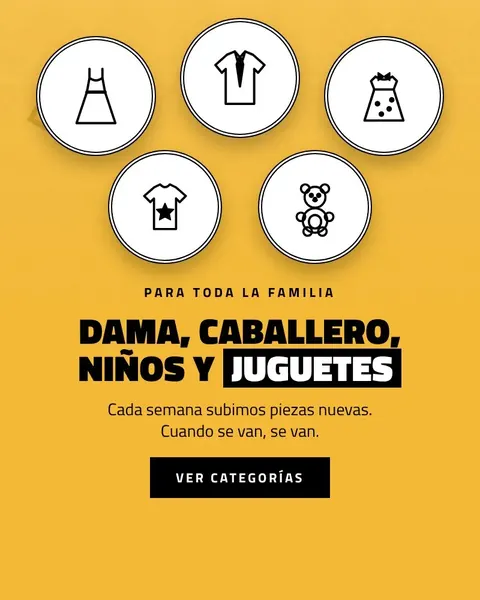 PARA TODA LA FAMILIA
DAMA, CABALLERO,
NIÑOS Y JUGUETES
Cada semana subimos piezas nuevas.
Cuando se van, se van.
VER CATEGORÍAS